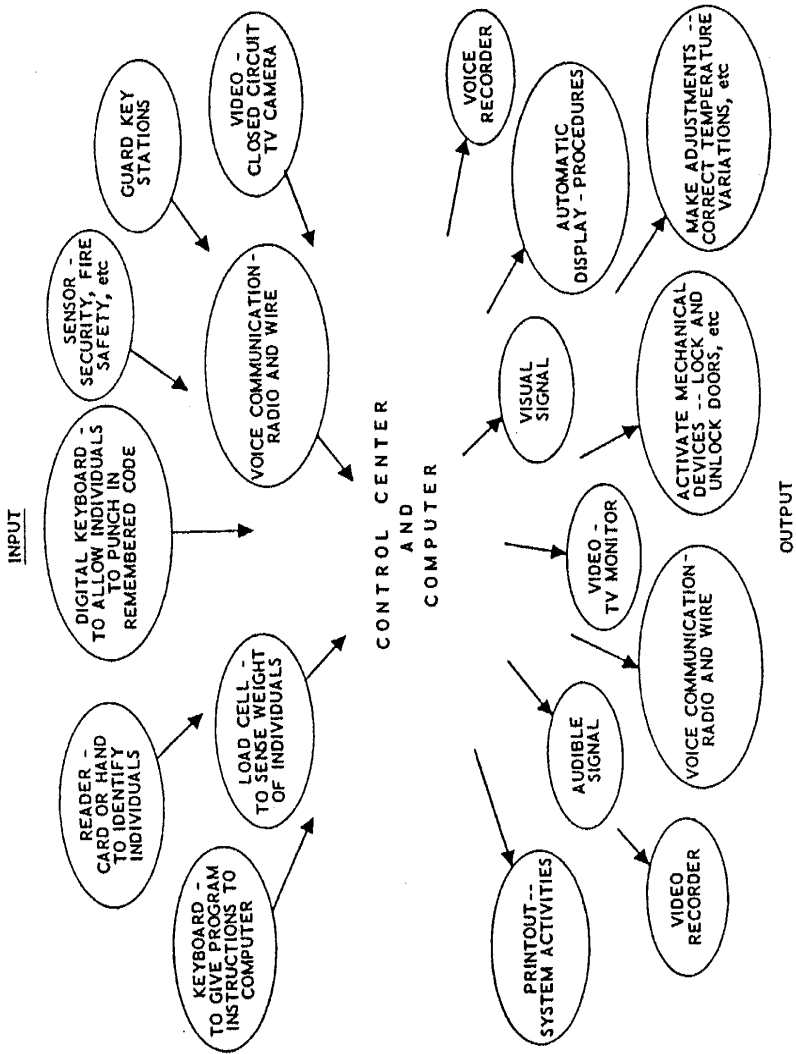 INPUT
KEYBOARD -
TO GIVE PROGRAM
INSTRUCTIONS TO
COMPUTER
READER -
CARD OR HAND
TO IDENTIFY
INDIVIDUALS
LOAD CELL -
TO SENSE WEIGHT
OF INDIVIDUALS
DIGITAL KEYBOARD -
TO ALLOW INDIVIDUALS
TO PUNCH IN
REMEMBERED CODE
SENSOR -
SECURITY, FIRE
SAFETY, etc
VOICE COMMUNICATION -
RADIO AND WIRE
GUARD KEY
STATIONS
VIDEO -
CLOSED CIRCUIT
TV CAMERA
CONTROL CENTER
AND
COMPUTER
PRINTOUT--
SYSTEM ACTIVITIES
VIDEO
RECORDER
AUDIBLE
SIGNAL
VOICE COMMUNICATION-
RADIO AND WIRE
VIDEO -
TV MONITOR
ACTIVATE MECHANICAL
DEVICES -- LOCK AND
UNLOCK DOORS, etc
VISUAL
SIGNAL
AUTOMATIC
DISPLAY - PROCEDURES
MAKE ADJUSTMENTS --
CORRECT TEMPERATURE
VARIATIONS, etc
VOICE
RECORDER
OUTPUT